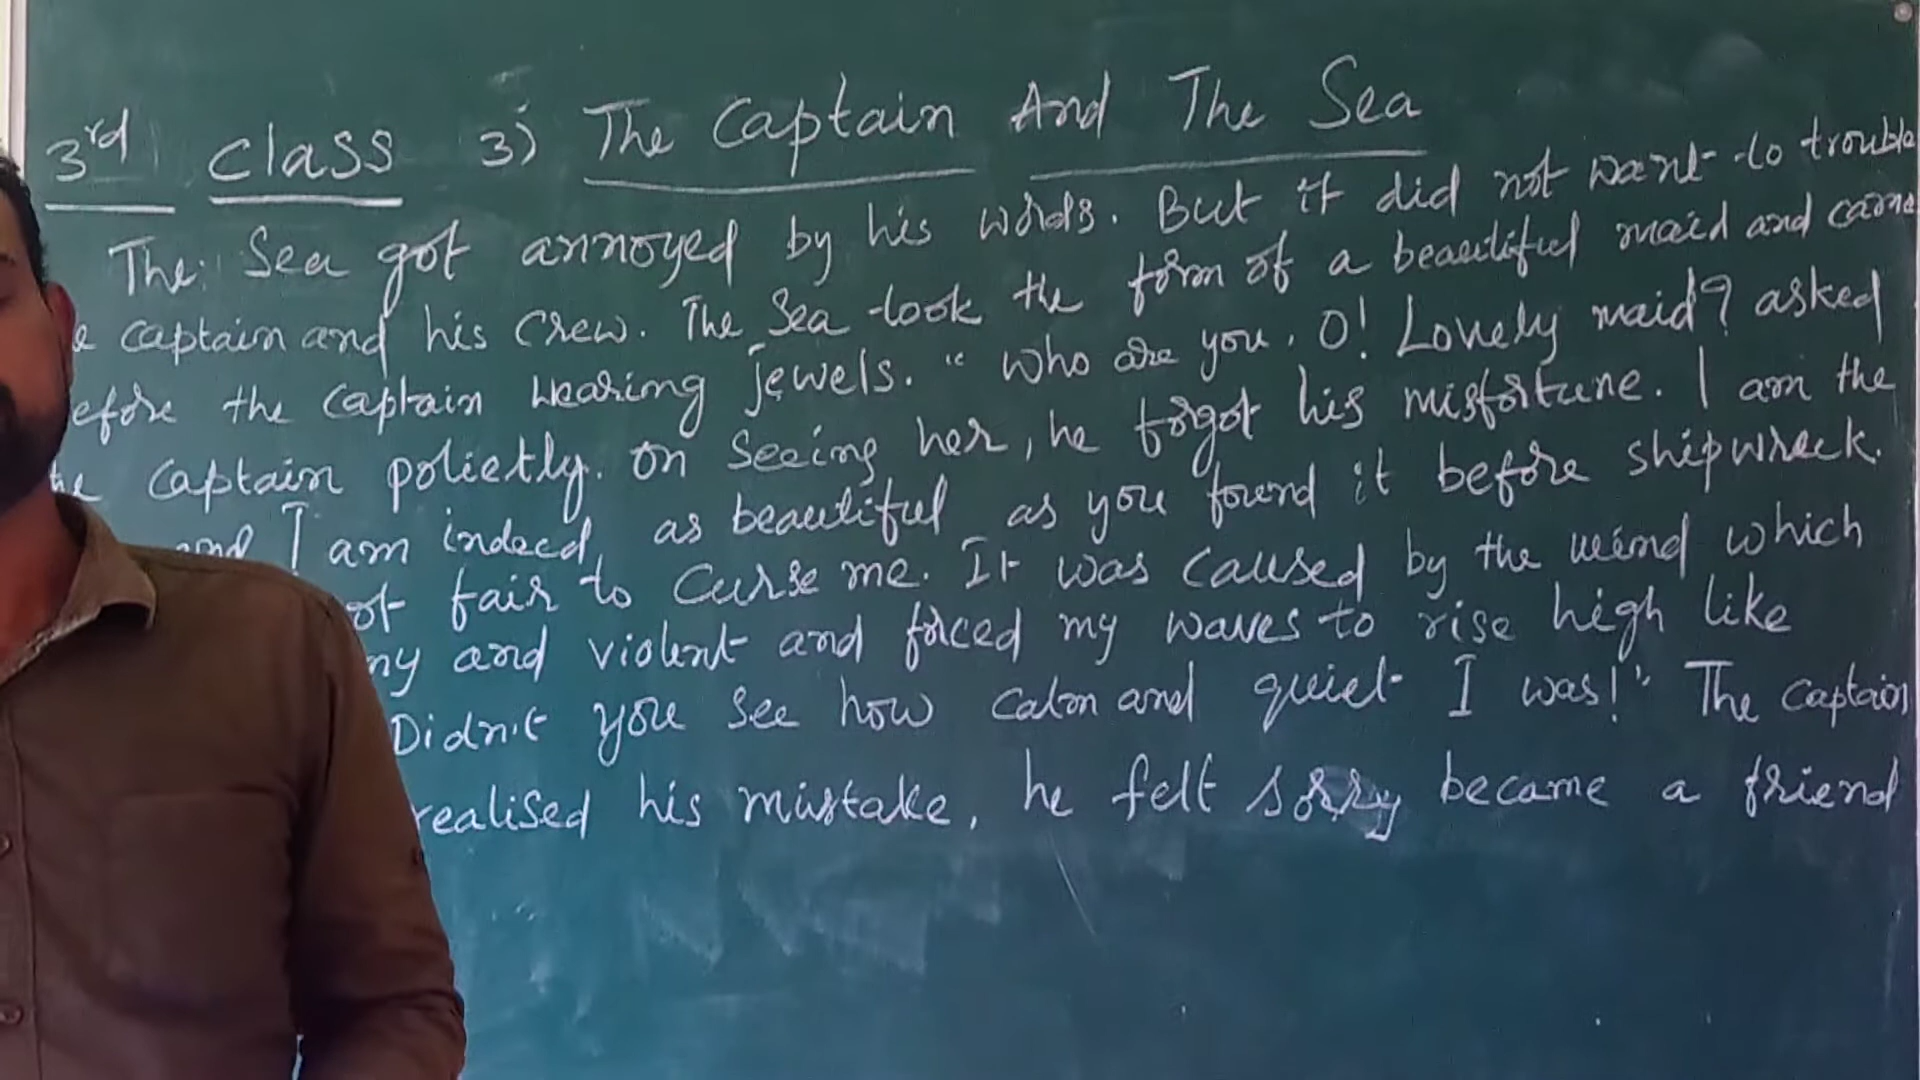 3rd Class 3) The Captain And The Sea
The Sea got annoyed by his words. But it did not want to trouble
captain and his Crew. The Sea took the form of a beautiful maid and came
the captain wearing jewels. "Who are you, O! Lovely maid? asked
captain polietly. On seeing her, he forgot his misfortune. I am the
and I am indeed, as beautiful as you found it before shipwreck.
fair to Curse me. It was caused by the wind which
and violent and forced my waves to rise high like
Didn't you see how calm and quiet I was!" The captain
realised his mistake, he felt sorry became a friend